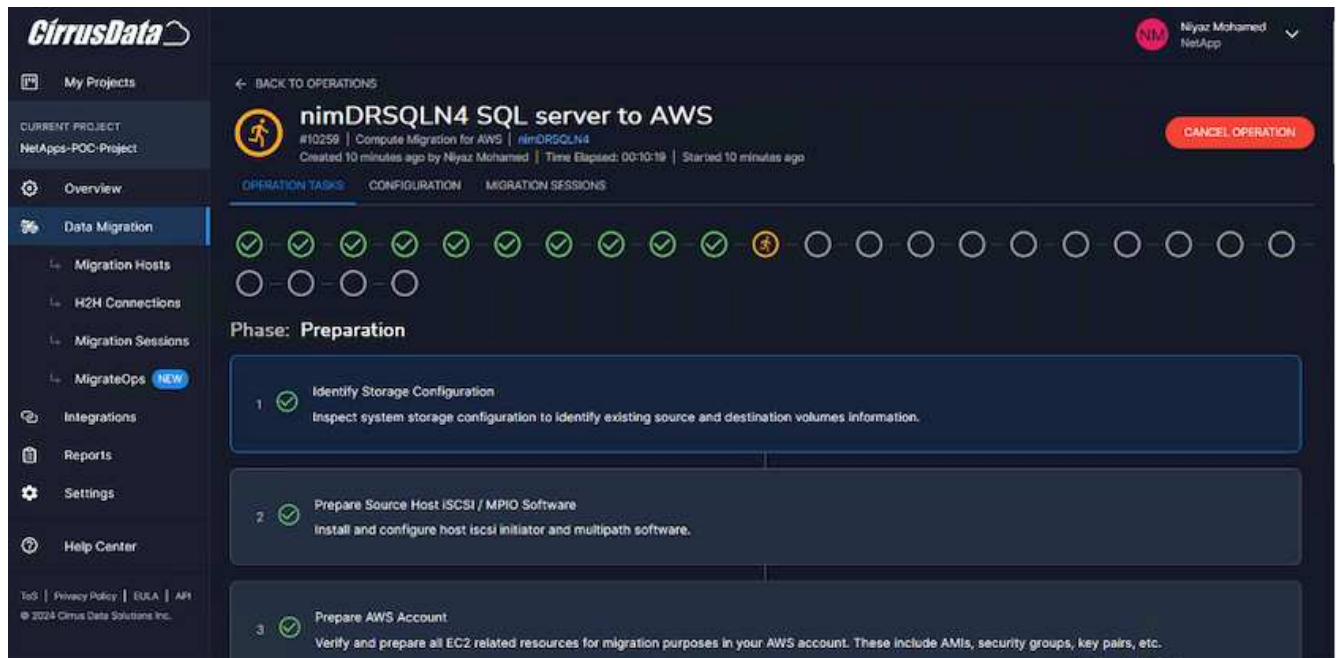 CirrusData
NM
Niyaz Mohamed
NetApp
My Projects
CURRENT PROJECT
NetApps-POC-Project
Overview
Data Migration
Migration Hosts
H2H Connections
Migration Sessions
MigrateOps NEW
Integrations
Reports
Settings
Help Center
ToS | Privacy Policy | EULA | API
© 2024 Cirrus Data Solutions Inc.
← BACK TO OPERATIONS
nimDRSQLN4 SQL server to AWS
#10259 | Compute Migration for AWS | nimDRSQLN4
Created 10 minutes ago by Niyaz Mohamed | Time Elapsed: 00:10:19 | Started 10 minutes ago
CANCEL OPERATION
OPERATION TASKS CONFIGURATION MIGRATION SESSIONS
Phase: Preparation
1 Identify Storage Configuration
Inspect system storage configuration to identify existing source and destination volumes information.
2 Prepare Source Host iSCSI / MPIO Software
Install and configure host iscsi initiator and multipath software.
3 Prepare AWS Account
Verify and prepare all EC2 related resources for migration purposes in your AWS account. These include AMIs, security groups, key pairs, etc.